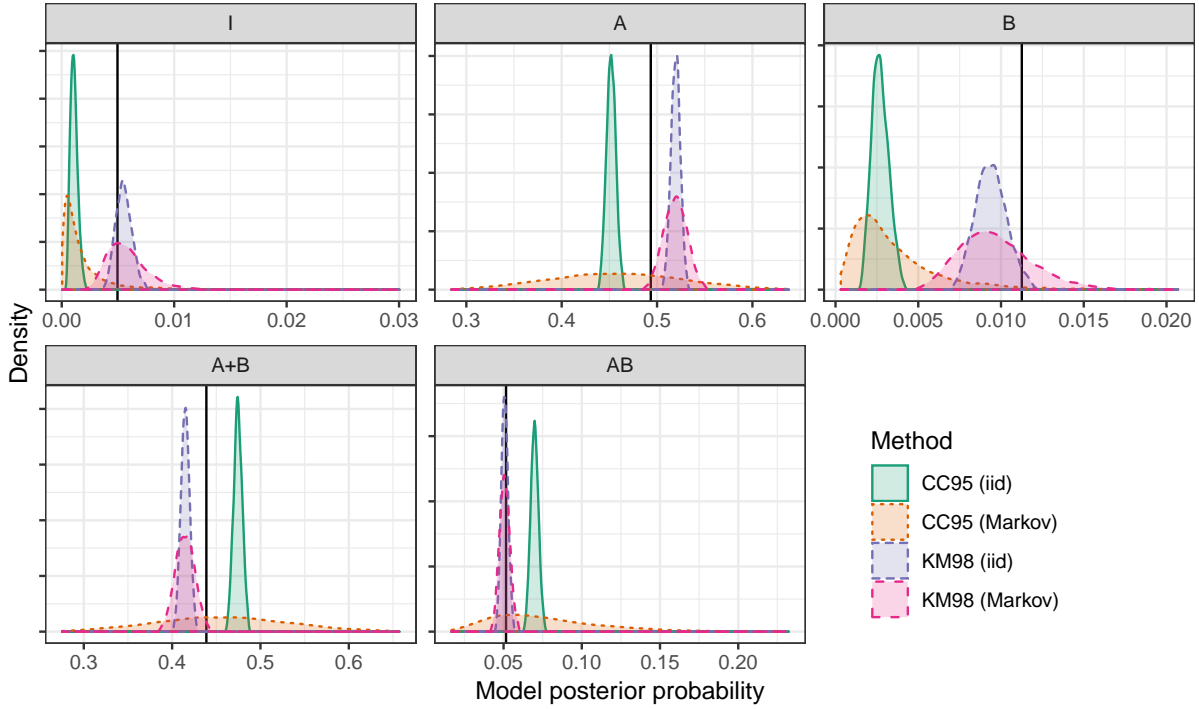 I
A
B
0.00 0.01 0.02 0.03
0.3 0.4 0.5 0.6
0.000 0.005 0.010 0.015 0.020
Density
A+B
AB
0.3 0.4 0.5 0.6
0.05 0.10 0.15 0.20
Model posterior probability
Method
CC95 (iid)
CC95 (Markov)
KM98 (iid)
KM98 (Markov)